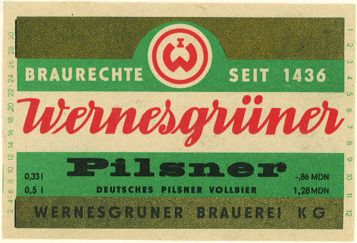 W
BRAURECHTE SEIT 1436
Wernesgrüner
Pilsner
0,33 l -,86 MDN
DEUTSCHES PILSNER VOLLBIER
0,5 l 1,28 MDN
WERNESGRÜNER BRAUEREI KG